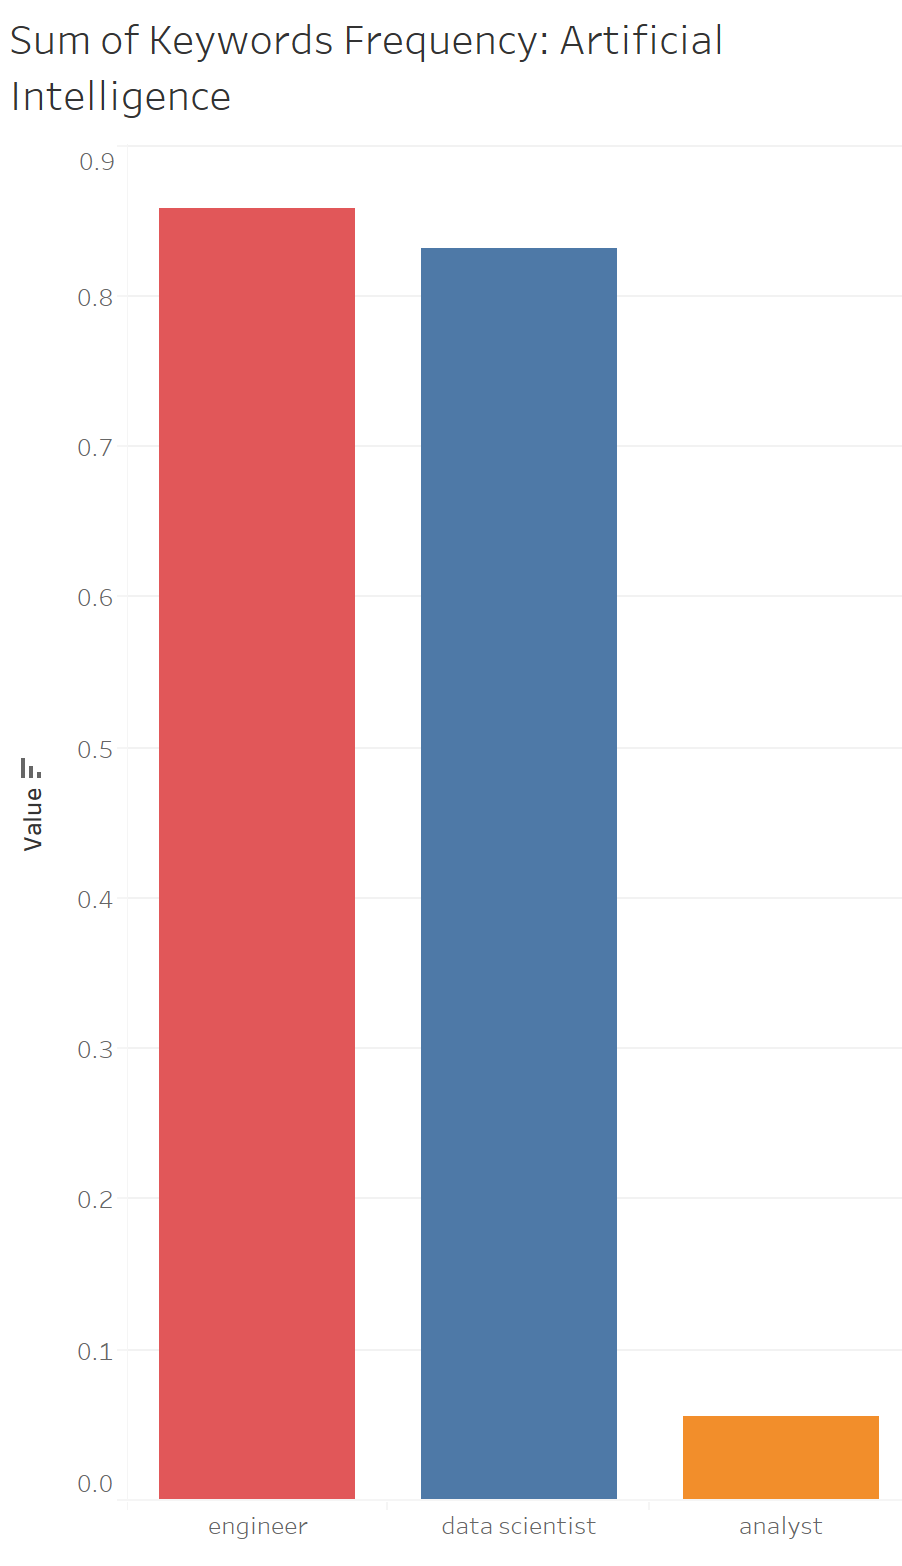 Sum of Keywords Frequency: Artificial
Intelligence
0.9
0.8
0.7
0.6
0.5
0.4
0.3
0.2
0.1
0.0
Value
engineer data scientist analyst